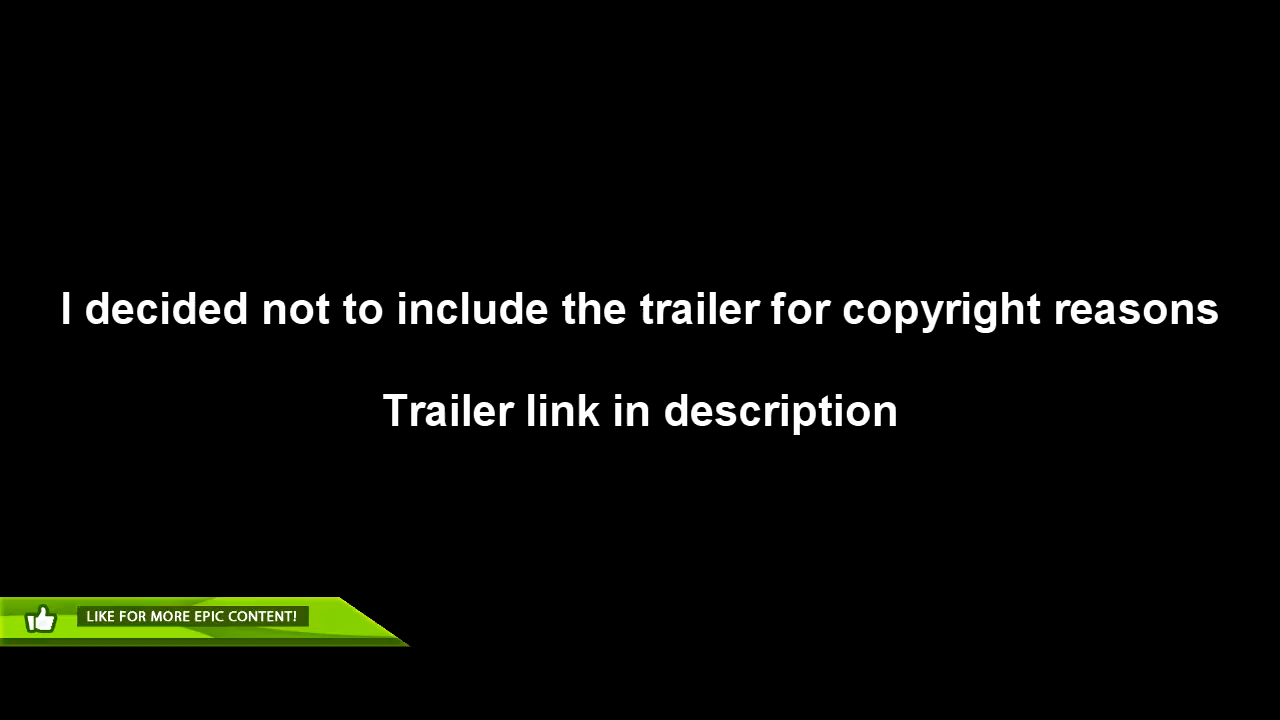 I decided not to include the trailer for copyright reasons
Trailer link in description
LIKE FOR MORE EPIC CONTENT!